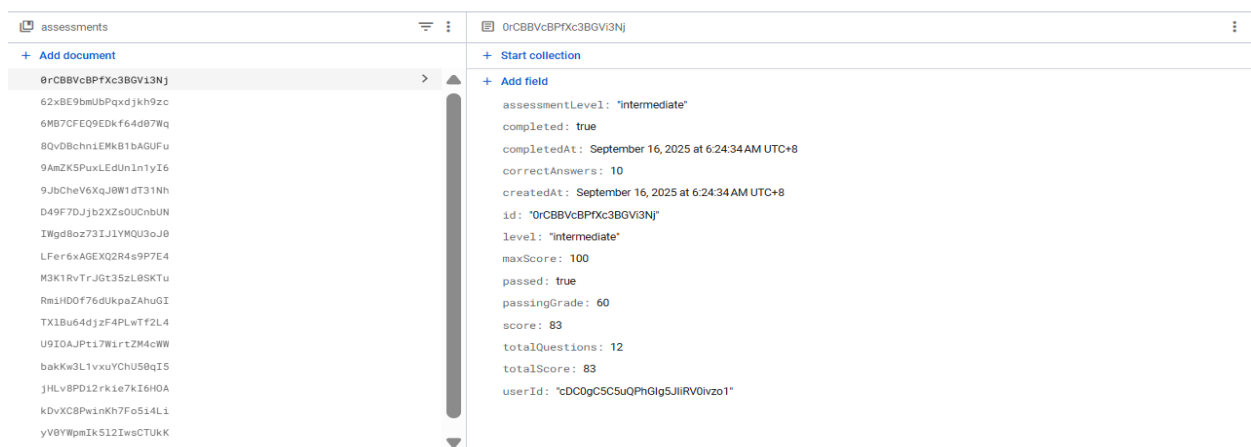 assessments
+ Add document
0rCBBVcBPfXc3BGVi3Nj
62xBE9bmUbPqxdjkh9zc
6MB7CFEQ9EDkf64d07Wq
8QvDBchniEMkB1bAGUFu
9AmZK5PuxLEdUnln1yI6
9JbCheV6XqJ0W1dT31Nh
D49F7DJjb2XZsOUCnbUN
IWgd8oz73IJlYMQU3oJ0
LFer6xAGEXQ2R4s9P7E4
M3K1RvTrJGt35zL0SKTu
RmiHDOf76dUkpaZAhuGI
TXlBu64djzF4PLwTf2L4
U9IOAJPti7WirtZM4cWW
bakKw3L1vxuYChU50qI5
jHLv8PDi2rkie7kI6HOA
kDvXC8PwinKh7Fo5i4Li
yV0YWpmIk5l2IwsCTUkK
0rCBBVcBPfXc3BGVi3Nj
+ Start collection
+ Add field
assessmentLevel: "intermediate"
completed: true
completedAt: September 16, 2025 at 6:24:34 AM UTC+8
correctAnswers: 10
createdAt: September 16, 2025 at 6:24:34 AM UTC+8
id: "0rCBBVcBPfXc3BGVi3Nj"
level: "intermediate"
maxScore: 100
passed: true
passingGrade: 60
score: 83
totalQuestions: 12
totalScore: 83
userId: "cDC0gC5C5uQPhGIg5JIiRV0ivzo1"